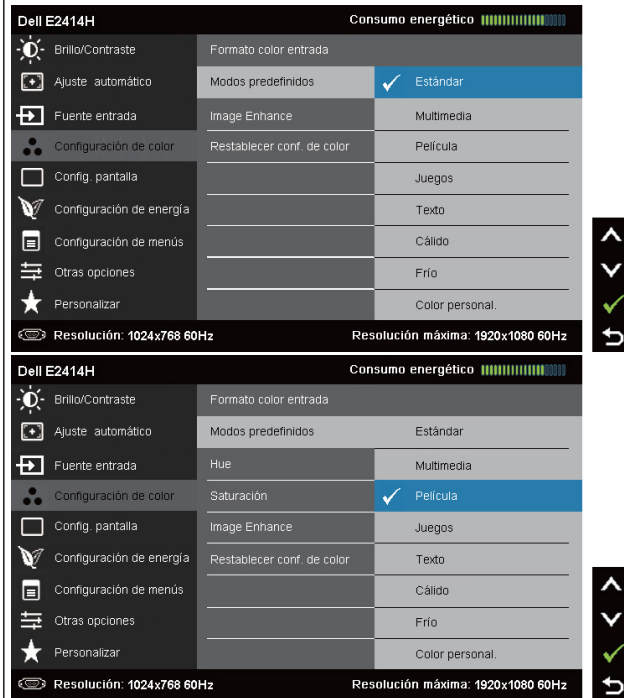 Dell E2414H Consumo energético
Brillo/Contraste Formato color entrada
Ajuste automático Modos predefinidos Estándar
Fuente entrada Image Enhance Multimedia
Configuración de color Restablecer conf. de color Película
Config. pantalla Juegos
Configuración de energía Texto
Configuración de menús Cálido
Otras opciones Frío
Personalizar Color personal.
Resolución: 1024x768 60Hz Resolución máxima: 1920x1080 60Hz
Dell E2414H Consumo energético
Brillo/Contraste Formato color entrada
Ajuste automático Modos predefinidos Estándar
Fuente entrada Hue Multimedia
Configuración de color Saturación Película
Config. pantalla Image Enhance Juegos
Configuración de energía Restablecer conf. de color Texto
Configuración de menús Cálido
Otras opciones Frío
Personalizar Color personal.
Resolución: 1024x768 60Hz Resolución máxima: 1920x1080 60Hz